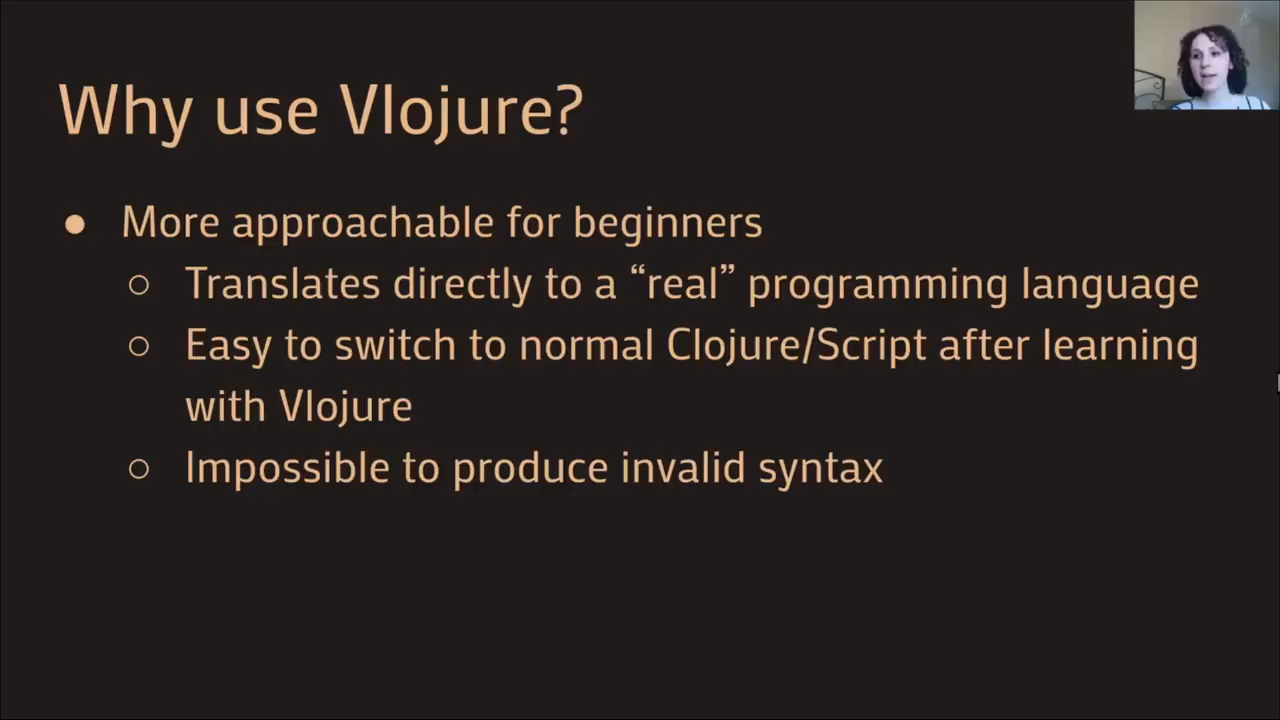 Why use Vlojure?
● More approachable for beginners
○ Translates directly to a “real” programming language
○ Easy to switch to normal Clojure/Script after learning
with Vlojure
○ Impossible to produce invalid syntax